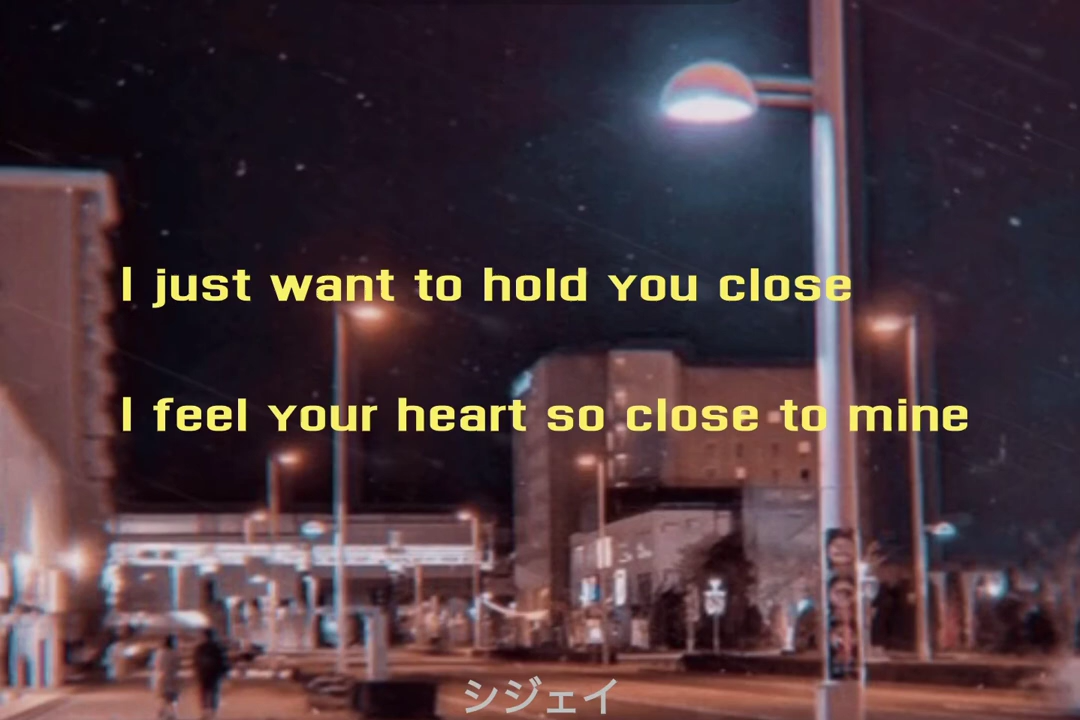 I just want to hold you close
I feel your heart so close to mine
シジェイ